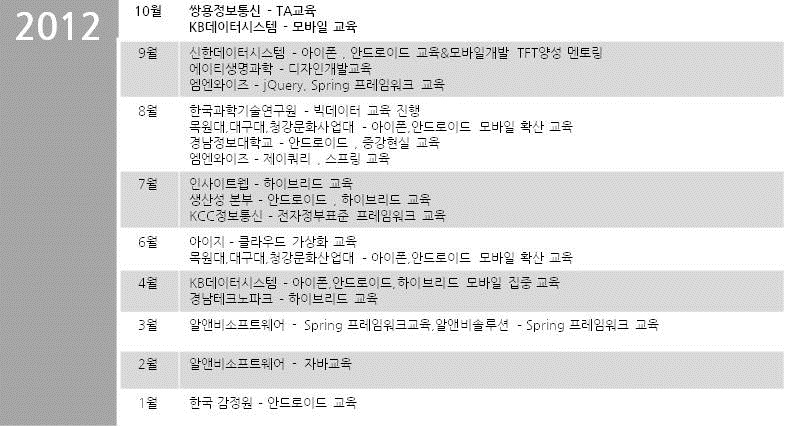 2012
10월 쌍용정보통신 - TA교육
KB데이터시스템 - 모바일 교육
9월 신한데이터시스템 - 아이폰 , 안드로이드 교육&모바일개발 TFT양성 멘토링
에이티생명과학 - 디자인개발교육
엠엔와이즈 - jQuery, Spring 프레임워크 교육
8월 한국과학기술연구원 - 빅데이터 교육 진행
목원대,대구대,청강문화사업대 - 아이폰,안드로이드 모바일 확산 교육
경남정보대학교 - 안드로이드 , 중강현실 교육
엠엔와이즈 - 제이쿼리 , 스프링 교육
7월 인사이트웹 - 하이브리드 교육
생산성 본부 - 안드로이드 , 하이브리드 교육
KCC정보통신 - 전자정부표준 프레임워크 교육
6월 아이지 - 클라우드 가상화 교육
목원대,대구대,청강문화산업대 - 아이폰,안드로이드 모바일 확산 교육
4월 KB데이터시스템 - 아이폰,안드로이드,하이브리드 모바일 집중 교육
경남테크노파크 - 하이브리드 교육
3월 알앤비소프트웨어 - Spring 프레임워크교육,알앤비솔루션 - Spring 프레임워크 교육
2월 알앤비소프트웨어 - 자바교육
1월 한국 감정원 - 안드로이드 교육